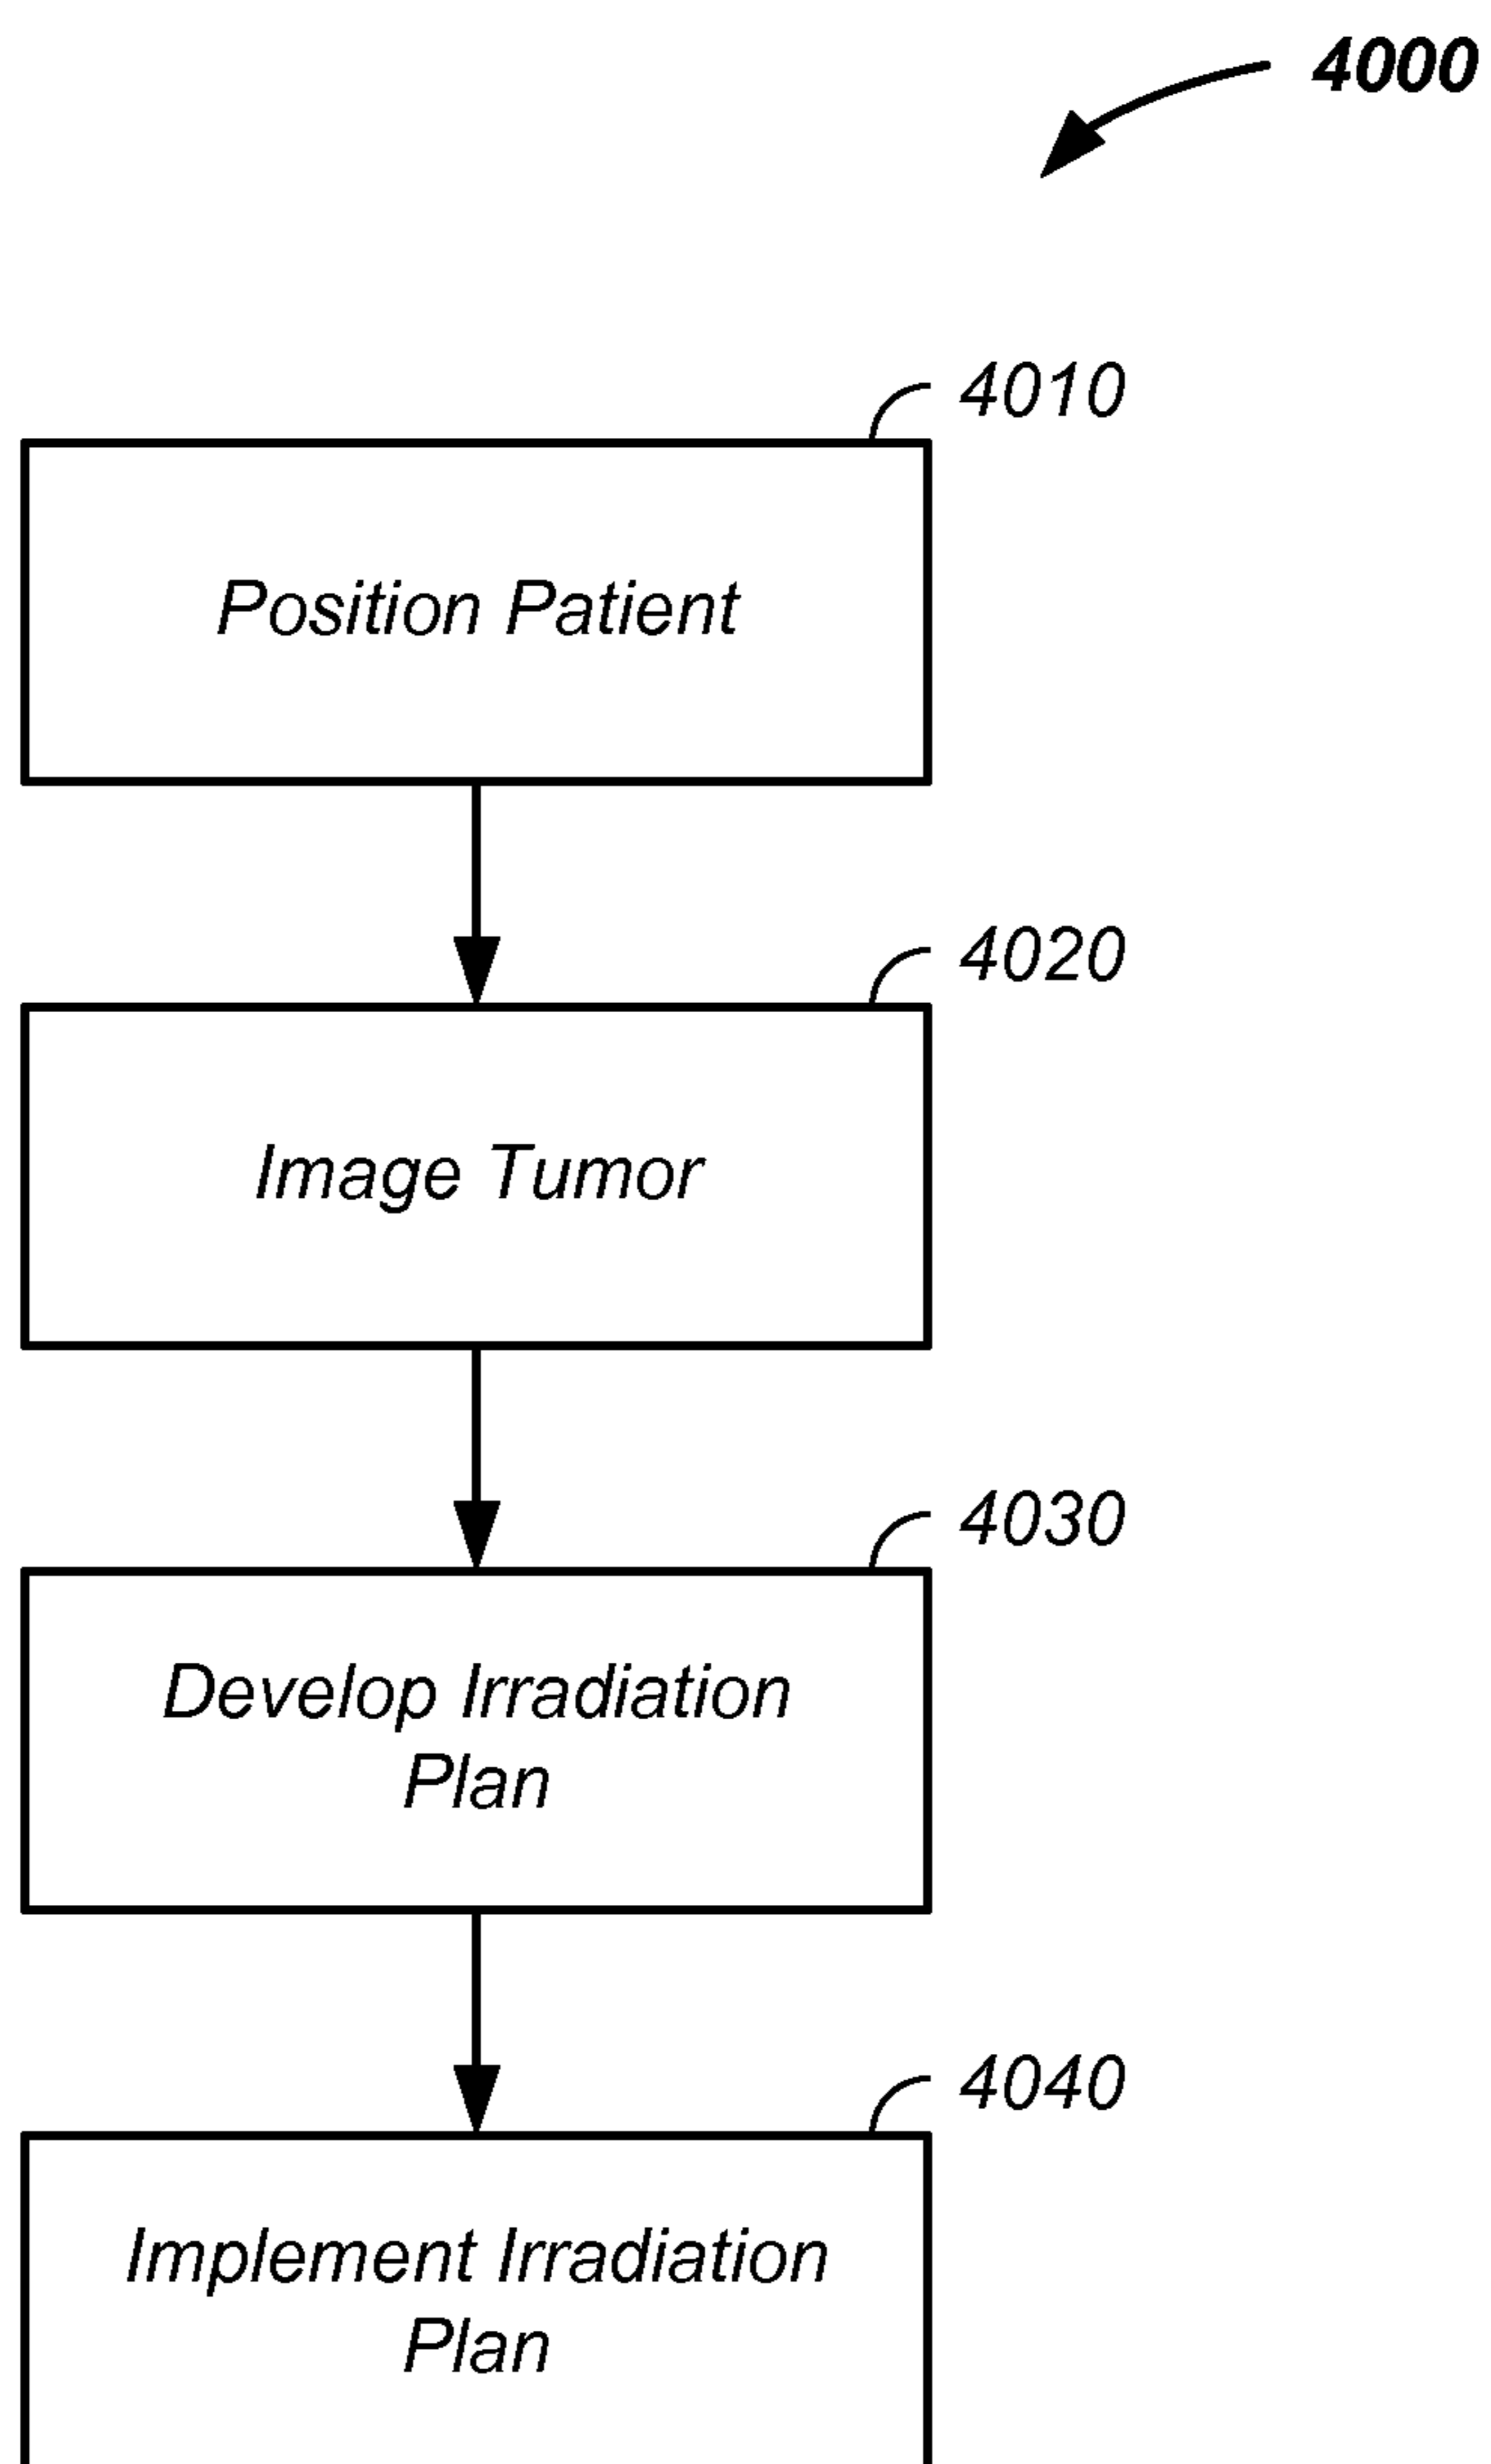 4000
4010
Position Patient
4020
Image Tumor
4030
Develop Irradiation
Plan
4040
Implement Irradiation
Plan